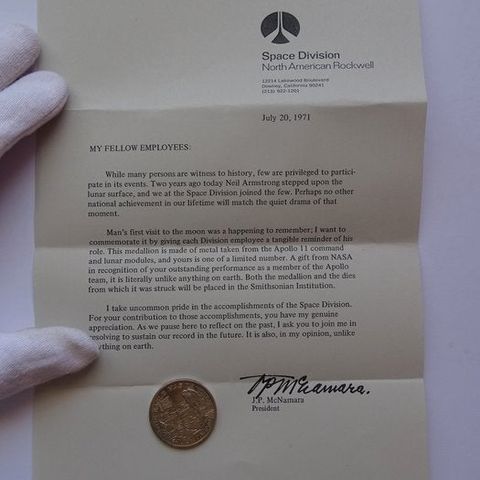 Space Division
North American Rockwell
12214 Lakewood Boulevard
Downey, California 90241
(213) 922-1201
July 20, 1971
MY FELLOW EMPLOYEES:
While many persons are witness to history, few are privileged to partici-
pate in its events. Two years ago today Neil Armstrong stepped upon the
lunar surface, and we at the Space Division joined the few. Perhaps no other
national achievement in our lifetime will match the quiet drama of that
moment.
Man's first visit to the moon was a happening to remember; I want to
commemorate it by giving each Division employee a tangible reminder of his
role. This medallion is made of metal taken from the Apollo 11 command
and lunar modules, and yours is one of a limited number. A gift from NASA
in recognition of your outstanding performance as a member of the Apollo
team, it is literally unlike anything on earth. Both the medallion and the dies
from which it was struck will be placed in the Smithsonian Institution.
I take uncommon pride in the accomplishments of the Space Division.
For your contribution to those accomplishments, you have my genuine
appreciation. As we pause here to reflect on the past, I ask you to join me in
resolving to sustain our record in the future. It is also, in my opinion, unlike
anything on earth.
J P McNamara.
J.P. McNamara
President